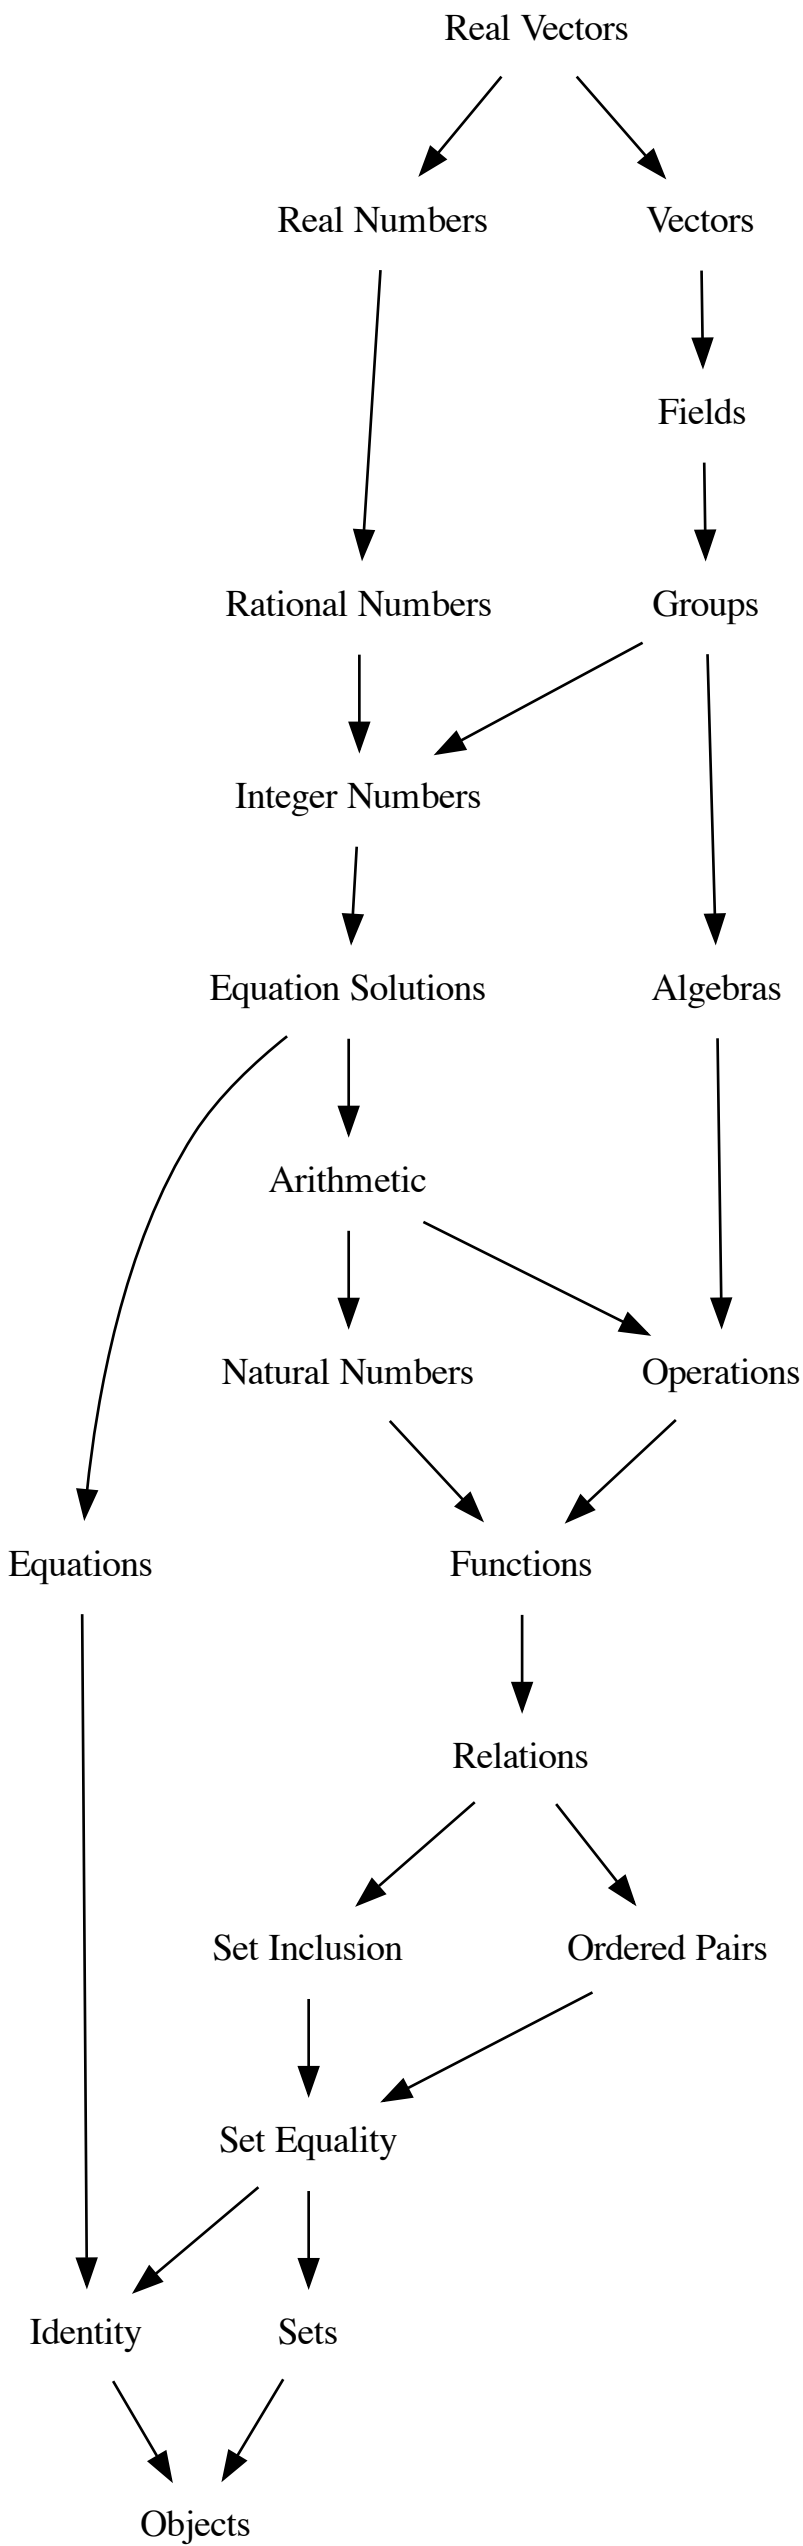 Real Vectors
Real Numbers
Vectors
Fields
Rational Numbers
Groups
Integer Numbers
Equation Solutions
Algebras
Arithmetic
Natural Numbers
Operations
Equations
Functions
Relations
Set Inclusion
Ordered Pairs
Set Equality
Identity
Sets
Objects